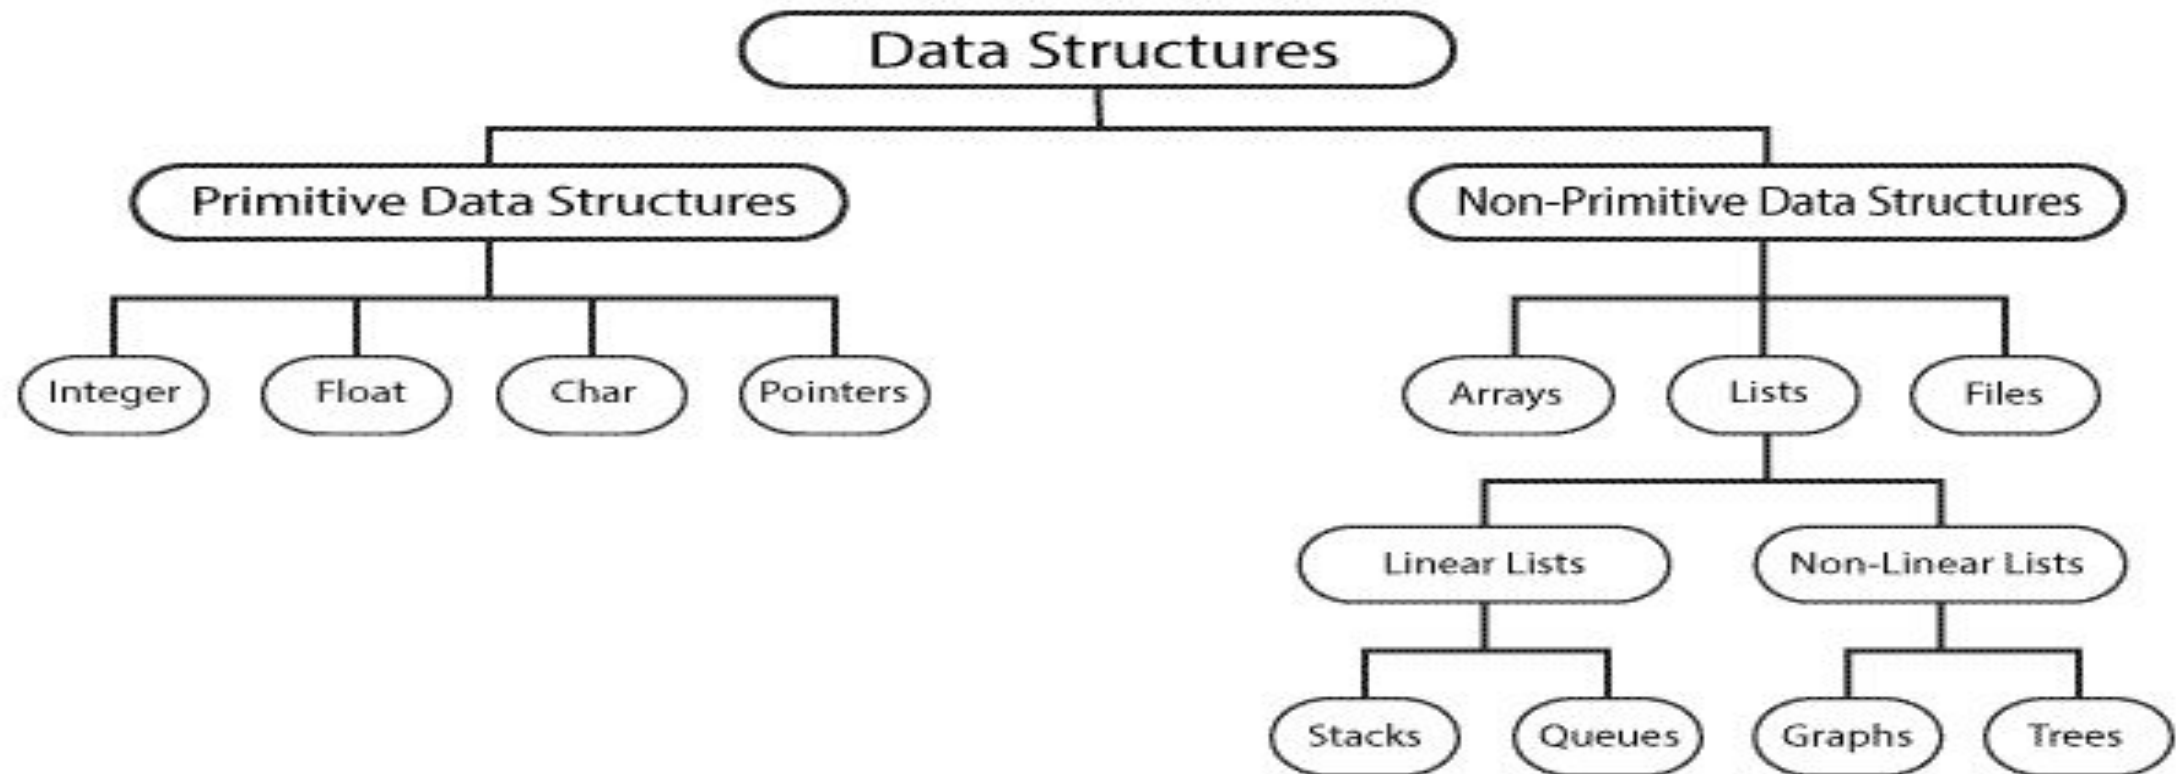 Data Structures
Primitive Data Structures
Non-Primitive Data Structures
Integer
Float
Char
Pointers
Arrays
Lists
Files
Linear Lists
Non-Linear Lists
Stacks
Queues
Graphs
Trees